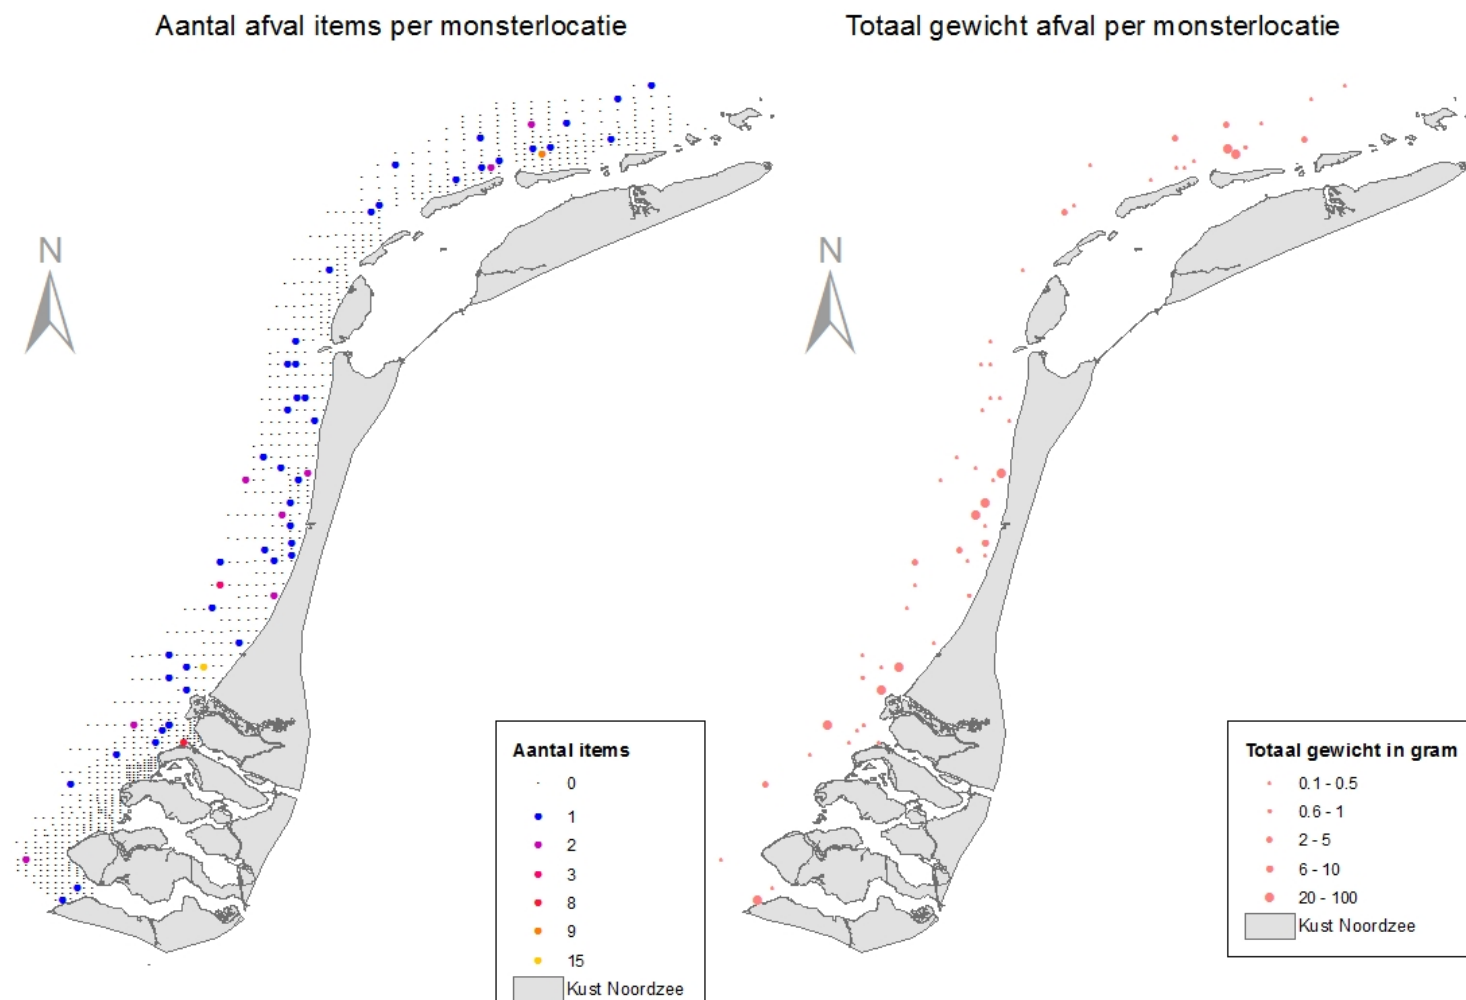 Aantal afval items per monsterlocatie
Totaal gewicht afval per monsterlocatie
N
N
Aantal items
0
1
2
3
8
9
15
Kust Noordzee
Totaal gewicht in gram
0.1 - 0.5
0.6 - 1
2 - 5
6 - 10
20 - 100
Kust Noordzee